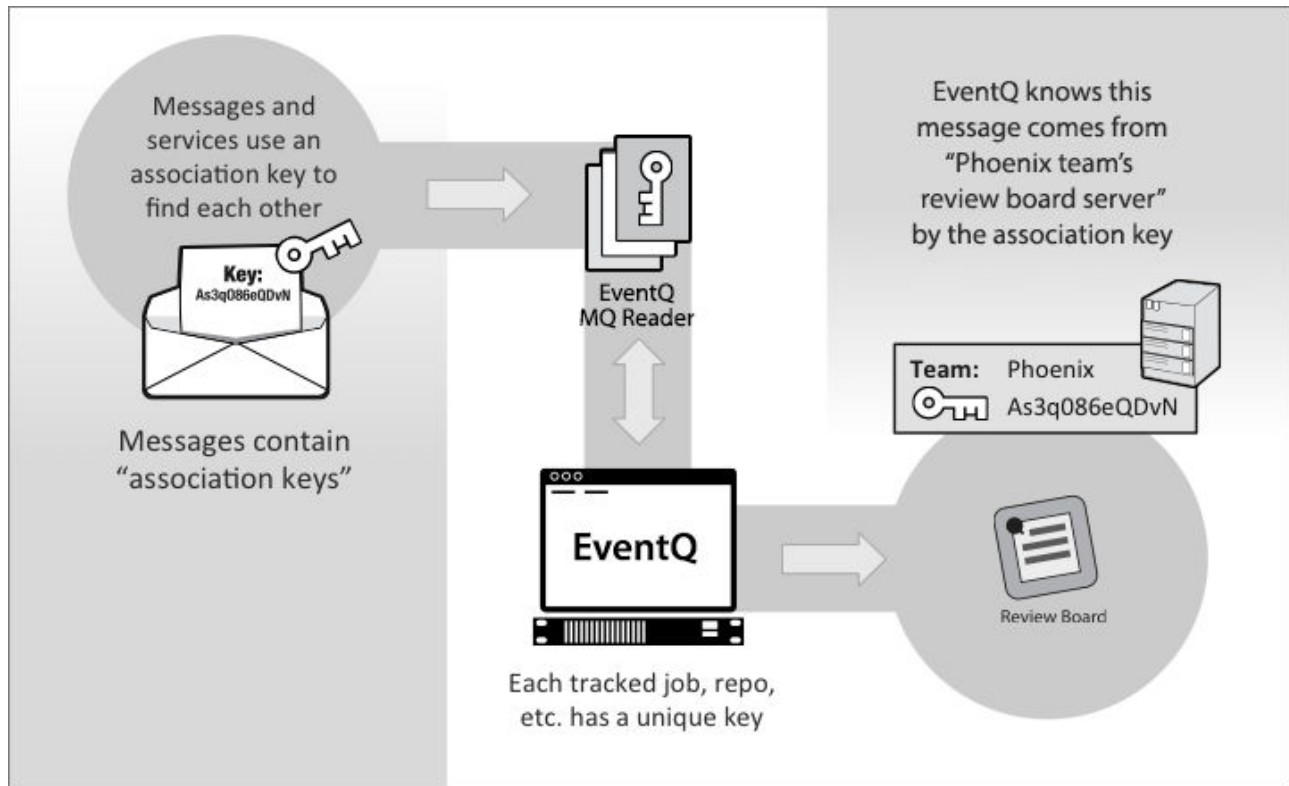 Messages and
services use an
association key to
find each other
Key:
As3q086eQDvN
Messages contain
“association keys”
EventQ
MQ Reader
EventQ
Each tracked job, repo,
etc. has a unique key
EventQ knows this
message comes from
“Phoenix team’s
review board server”
by the association key
Team: Phoenix
As3q086eQDvN
Review Board